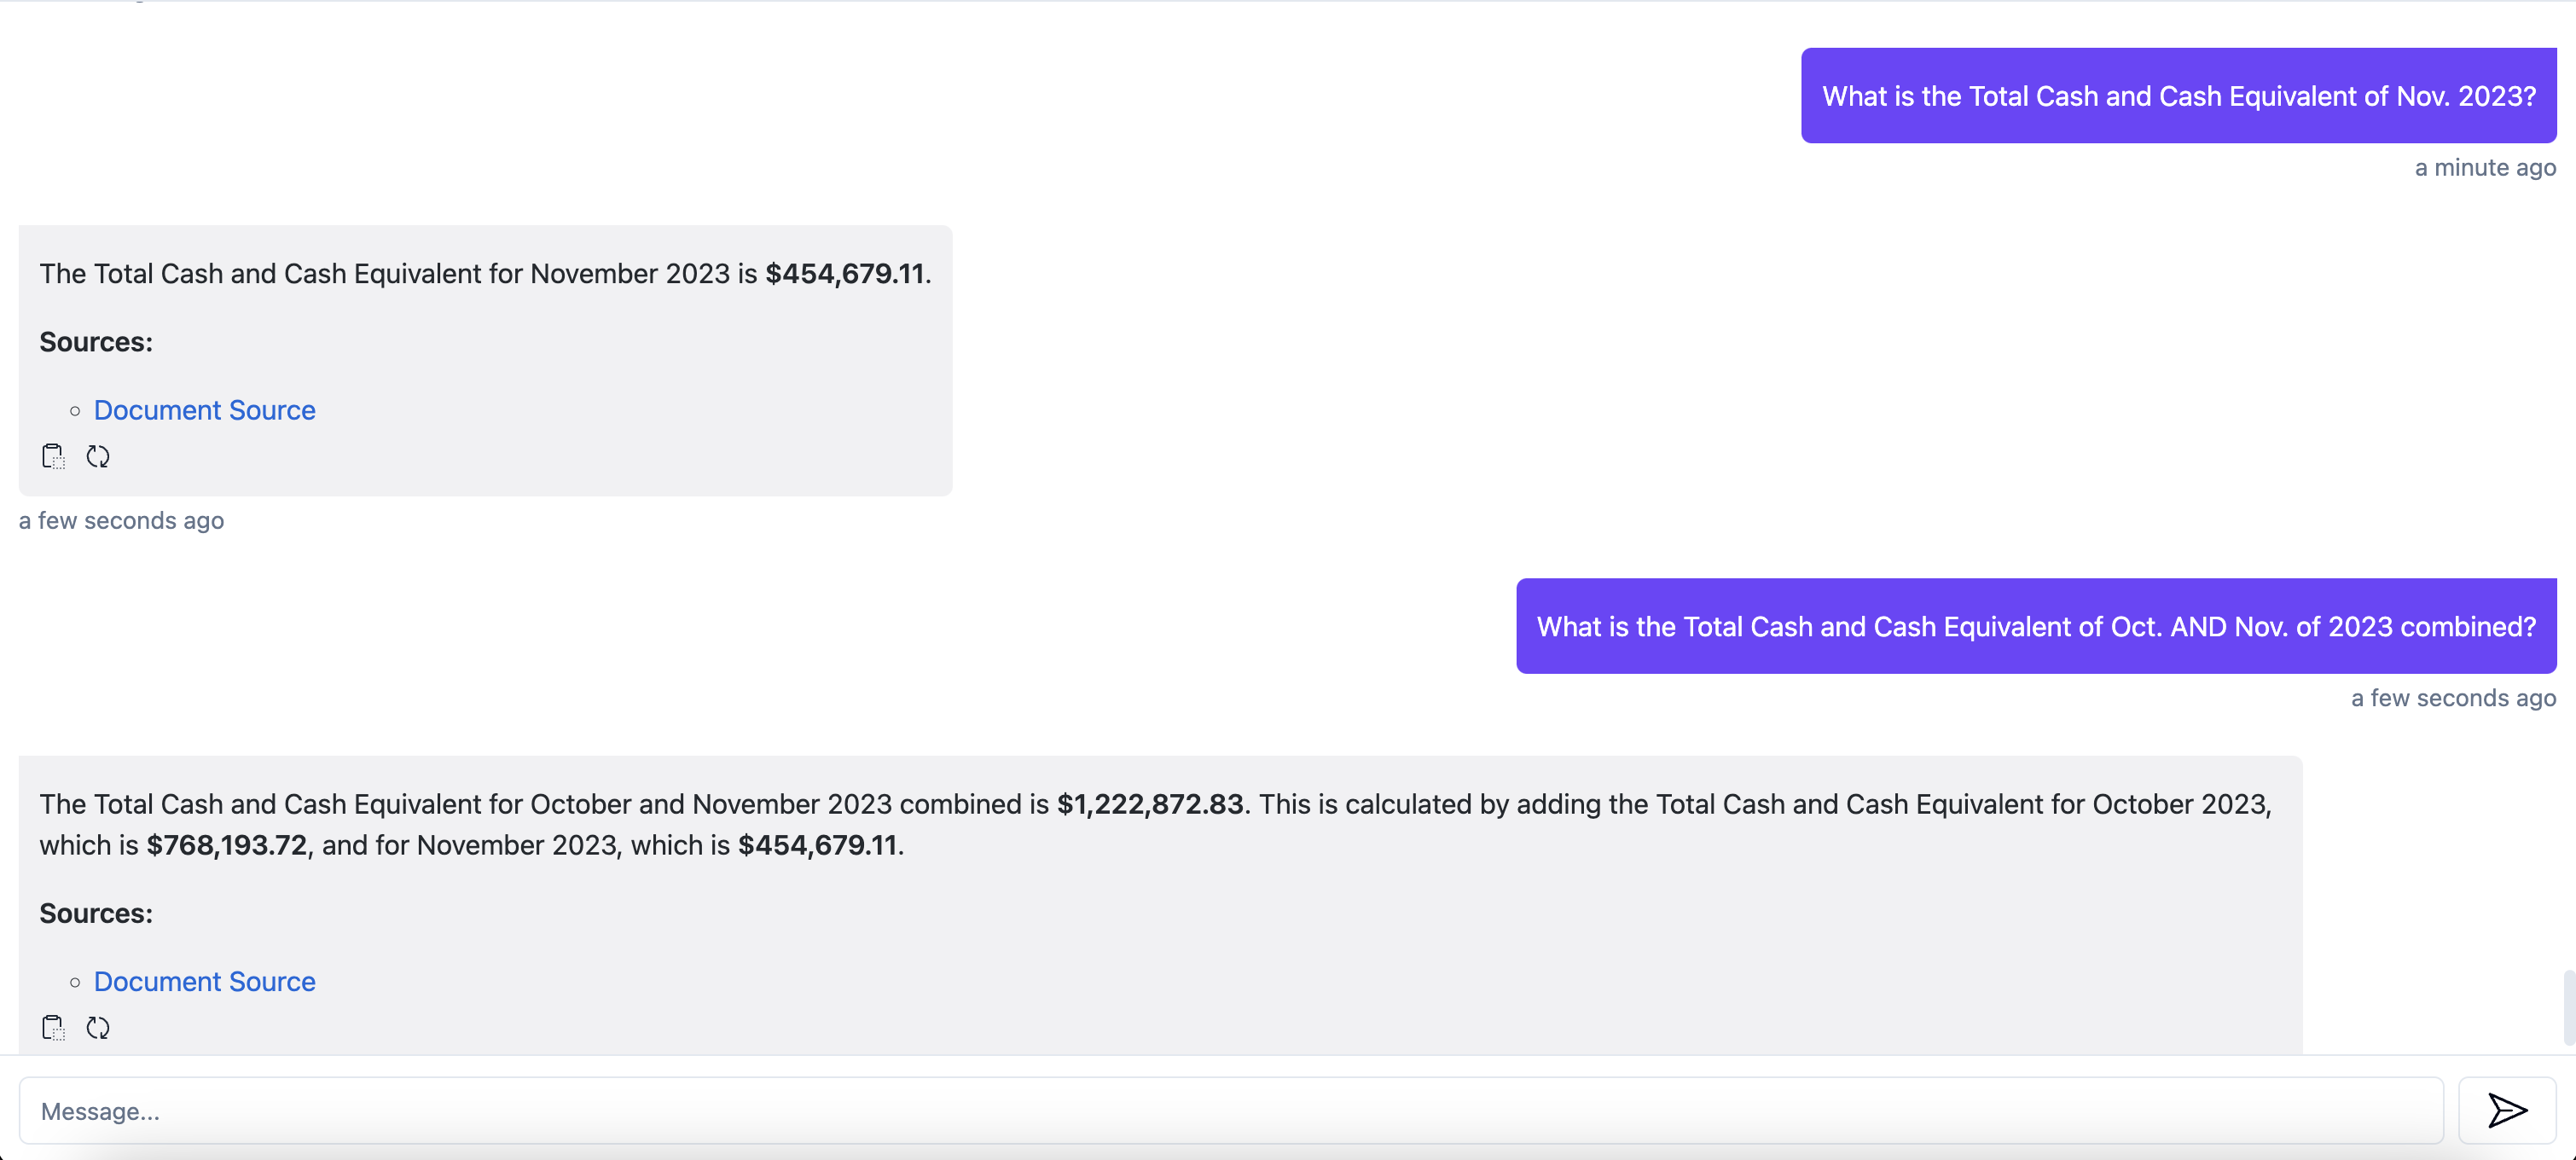 What is the Total Cash and Cash Equivalent of Nov. 2023?
a minute ago
The Total Cash and Cash Equivalent for November 2023 is $454,679.11.
Sources:
Document Source
a few seconds ago
What is the Total Cash and Cash Equivalent of Oct. AND Nov. of 2023 combined?
a few seconds ago
The Total Cash and Cash Equivalent for October and November 2023 combined is $1,222,872.83. This is calculated by adding the Total Cash and Cash Equivalent for October 2023,
which is $768,193.72, and for November 2023, which is $454,679.11.
Sources:
Document Source
Message...